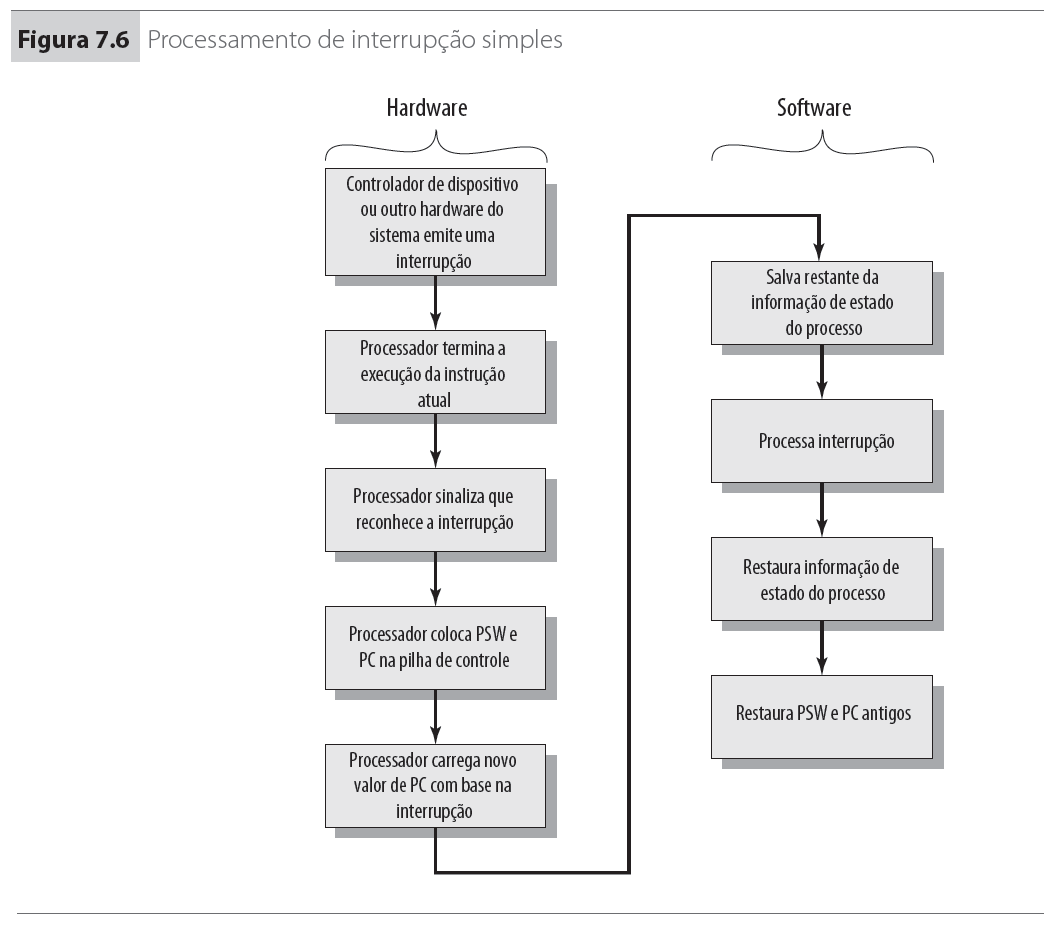 Figura 7.6 Processamento de interrupção simples
Hardware
Controlador de dispositivo
ou outro hardware do
sistema emite uma
interrupção
Processador termina a
execução da instrução
atual
Processador sinaliza que
reconhece a interrupção
Processador coloca PSW e
PC na pilha de controle
Processador carrega novo
valor de PC com base na
interrupção
Software
Salva restante da
informação de estado
do processo
Processa interrupção
Restaura informação de
estado do processo
Restaura PSW e PC antigos